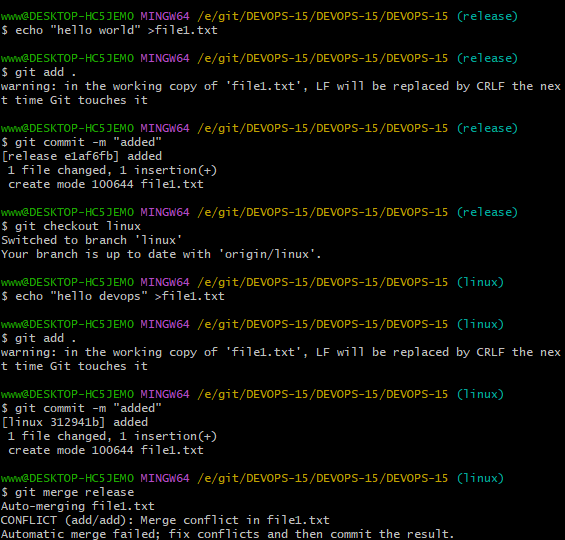 www@DESKTOP-HC5JEMO MINGW64 /e/git/DEVOPS-15/DEVOPS-15/DEVOPS-15 (release)
$ echo "hello world" >file1.txt
www@DESKTOP-HC5JEMO MINGW64 /e/git/DEVOPS-15/DEVOPS-15/DEVOPS-15 (release)
$ git add .
warning: in the working copy of 'file1.txt', LF will be replaced by CRLF the nex
t time Git touches it
www@DESKTOP-HC5JEMO MINGW64 /e/git/DEVOPS-15/DEVOPS-15/DEVOPS-15 (release)
$ git commit -m "added"
[release e1af6fb] added
 1 file changed, 1 insertion(+)
 create mode 100644 file1.txt
www@DESKTOP-HC5JEMO MINGW64 /e/git/DEVOPS-15/DEVOPS-15/DEVOPS-15 (release)
$ git checkout linux
Switched to branch 'linux'
Your branch is up to date with 'origin/linux'.
www@DESKTOP-HC5JEMO MINGW64 /e/git/DEVOPS-15/DEVOPS-15/DEVOPS-15 (linux)
$ echo "hello devops" >file1.txt
www@DESKTOP-HC5JEMO MINGW64 /e/git/DEVOPS-15/DEVOPS-15/DEVOPS-15 (linux)
$ git add .
warning: in the working copy of 'file1.txt', LF will be replaced by CRLF the nex
t time Git touches it
www@DESKTOP-HC5JEMO MINGW64 /e/git/DEVOPS-15/DEVOPS-15/DEVOPS-15 (linux)
$ git commit -m "added"
[linux 312941b] added
 1 file changed, 1 insertion(+)
 create mode 100644 file1.txt
www@DESKTOP-HC5JEMO MINGW64 /e/git/DEVOPS-15/DEVOPS-15/DEVOPS-15 (linux)
$ git merge release
Auto-merging file1.txt
CONFLICT (add/add): Merge conflict in file1.txt
Automatic merge failed; fix conflicts and then commit the result.